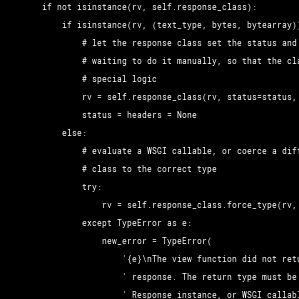 if not isinstance(rv, self.response_class):
if isinstance(rv, (text_type, bytes, bytearray)
# let the response class set the status and
# waiting to do it manually, so that the
# special logic
rv = self.response_class(rv, status=status,
status = headers = None
else:
# evaluate a WSGI callable, or coerce a
# class to the correct type
try:
rv = self.response_class.force_type(rv,
except TypeError as e:
new_error = TypeError(
'{e}\nThe view function did not
' response. The return type must be
' Response instance, or WSGI